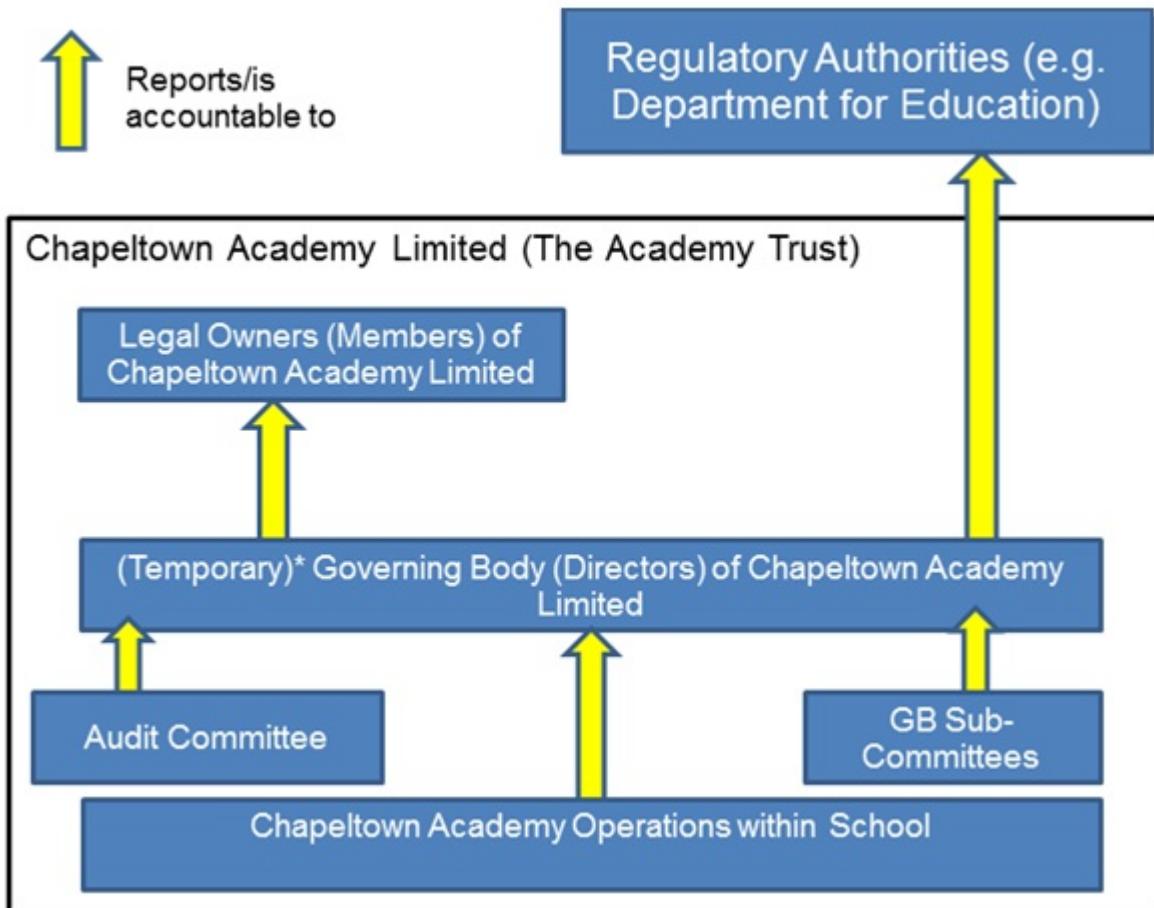 Reports/is
accountable to
Regulatory Authorities (e.g.
Department for Education)
Chapeltown Academy Limited (The Academy Trust)
Legal Owners (Members) of
Chapeltown Academy Limited
(Temporary)* Governing Body (Directors) of Chapeltown Academy
Limited
Audit Committee
GB Sub-
Committees
Chapeltown Academy Operations within School